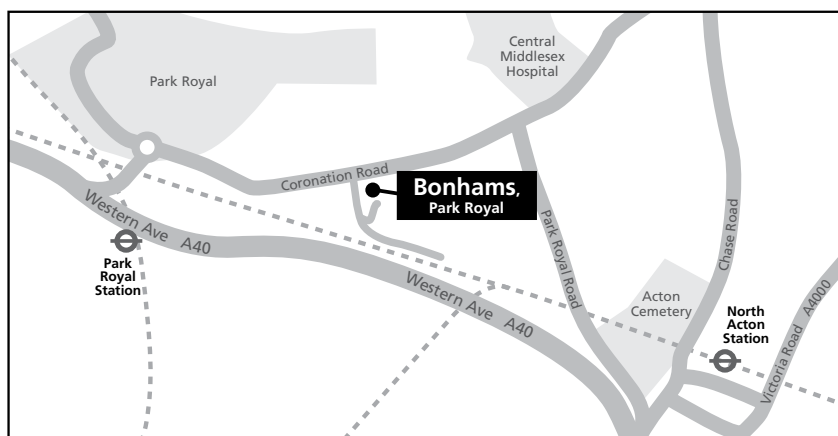 Central
Middlesex
Hospital
Park Royal
Coronation Road
Bonhams,
Park Royal
Western Ave A40
Park
Royal
Station
Park Royal Road
Chase Road
Western Ave A40
Acton
Cemetery
North
Acton
Station
Victoria Road A4000